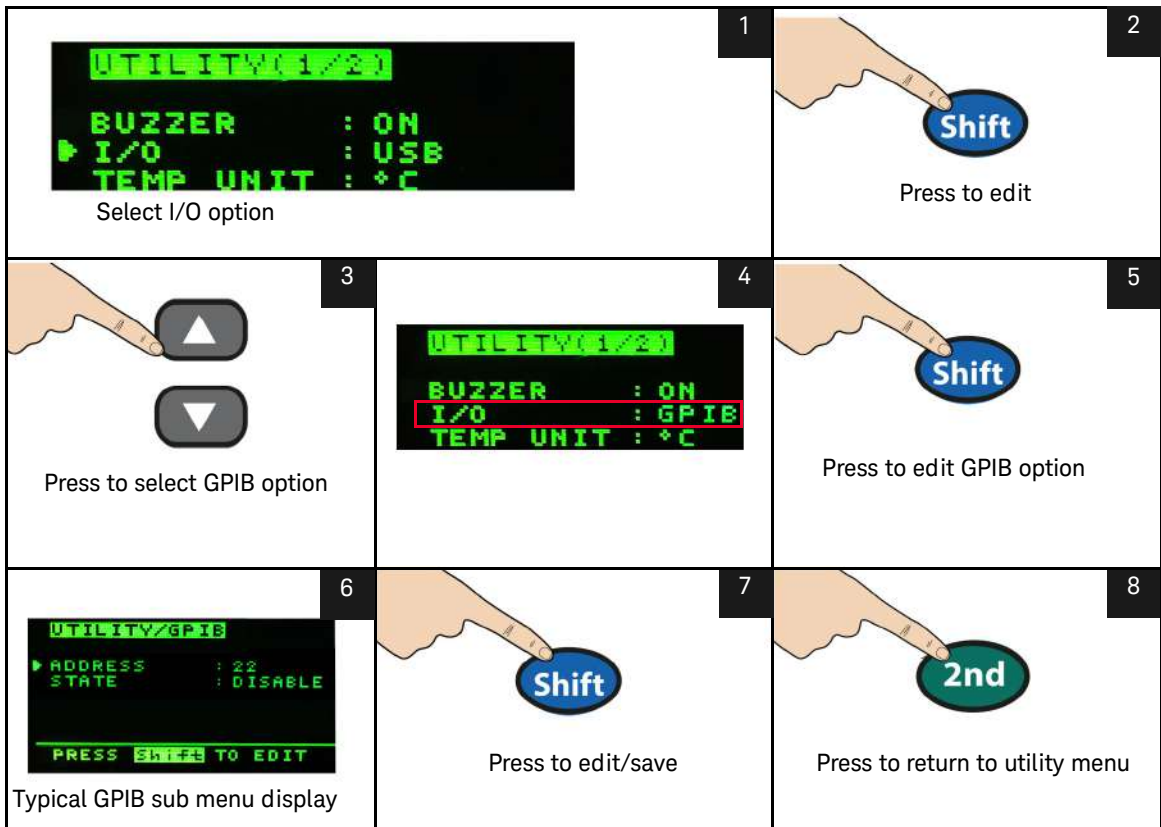 1
UTILITY(1/2)
BUZZER : ON
I/O : USB
TEMP UNIT : °C
Select I/O option
2
Shift
Press to edit
3
Press to select GPIB option
4
UTILITY(1/2)
BUZZER : ON
I/O : GPIB
TEMP UNIT : °C
5
Shift
Press to edit GPIB option
6
UTILITY/GPIB
ADDRESS : 22
STATE : DISABLE
PRESS Shift TO EDIT
Typical GPIB sub menu display
7
Shift
Press to edit/save
8
2nd
Press to return to utility menu